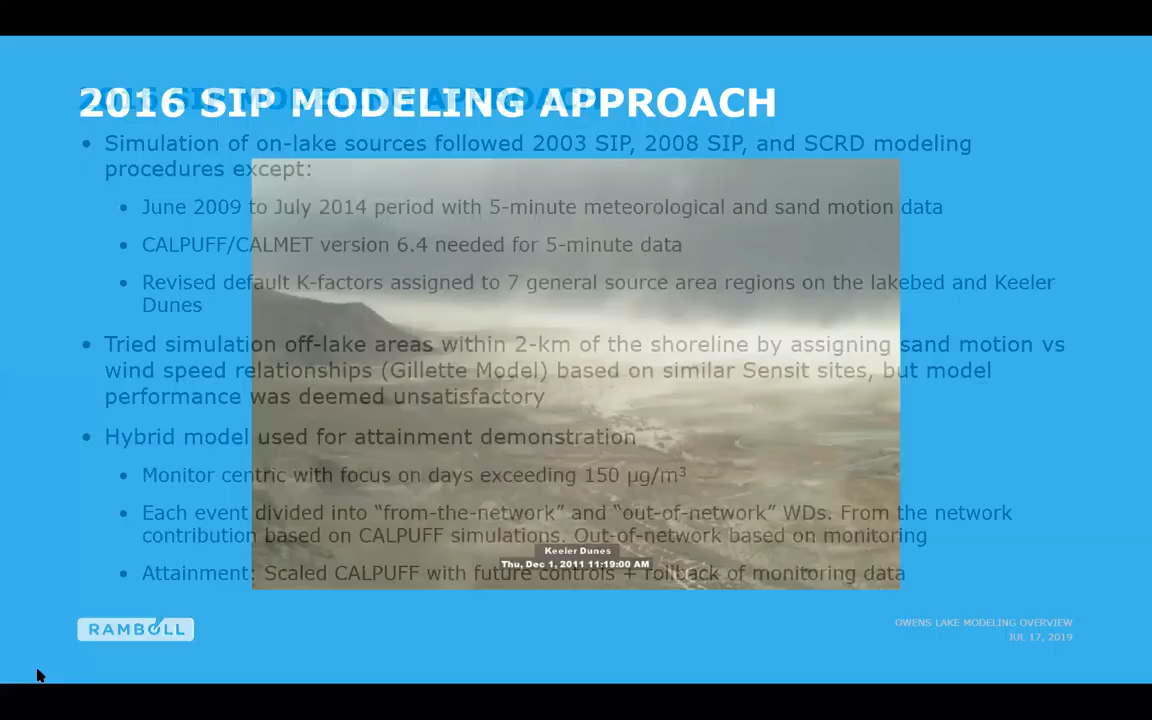 2016 SIP MODELING APPROACH
• Simulation of on-lake sources followed 2003 SIP, 2008 SIP, and SCRD modeling
procedures except:
• June 2009 to July 2014 period with 5-minute meteorological and sand motion data
• CALPUFF/CALMET version 6.4 needed for 5-minute data
• Revised default K-factors assigned to 7 general source area regions on the lakebed and Keeler
Dunes
• Tried simulation off-lake areas within 2-km of the shoreline by assigning sand motion vs
wind speed relationships (Gillette Model) based on similar Sensit sites, but model
performance was deemed unsatisfactory
• Hybrid model used for attainment demonstration
• Monitor centric with focus on days exceeding 150 µg/m³
• Each event divided into “from-the-network” and “out-of-network” WDs. From the network
contribution based on CALPUFF simulations. Out-of-network based on monitoring
Keeler Dunes
Thu, Dec 1, 2011 11:19:00 AM
• Attainment: Scaled CALPUFF with future controls + rollback of monitoring data
RAMBOLL
OWENS LAKE MODELING OVERVIEW
JUL 17, 2019